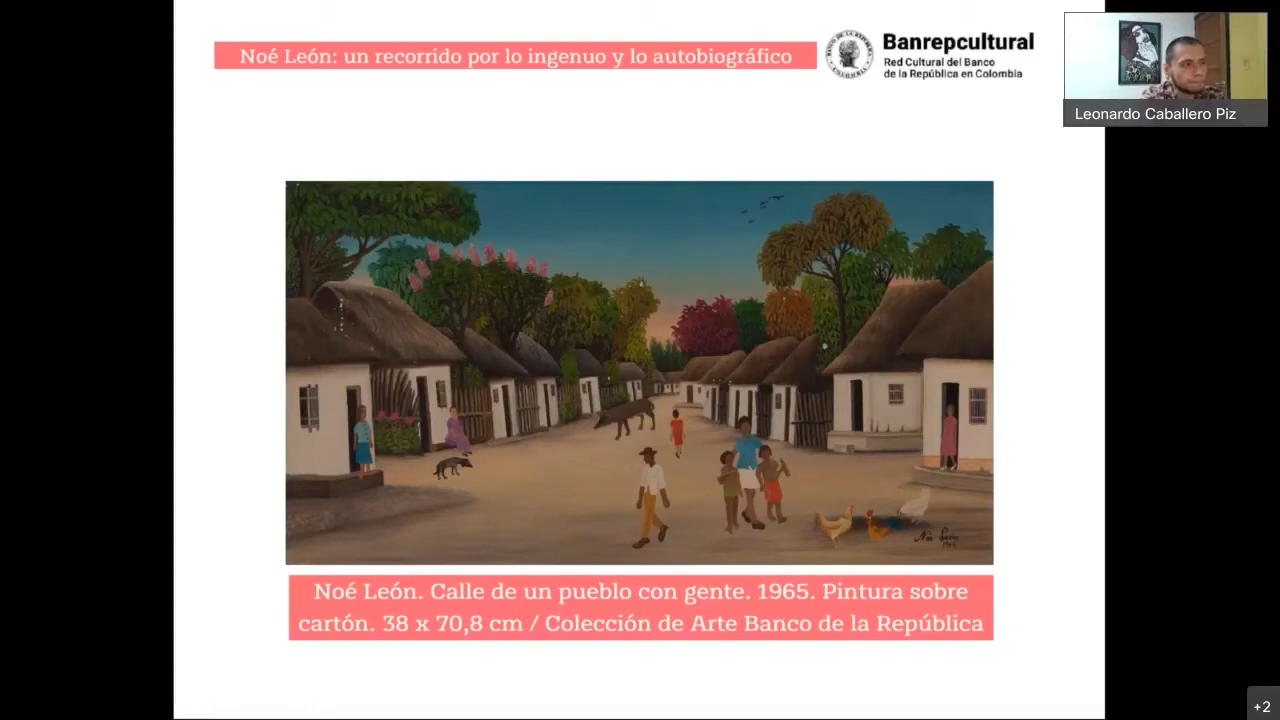 Noé León: un recorrido por lo ingenuo y lo autobiográfico
Banrepcultural
Red Cultural del Banco
de la República en Colombia
Leonardo Caballero Piz
Noé León. Calle de un pueblo con gente. 1965. Pintura sobre
cartón. 38 x 70,8 cm / Colección de Arte Banco de la República
+2